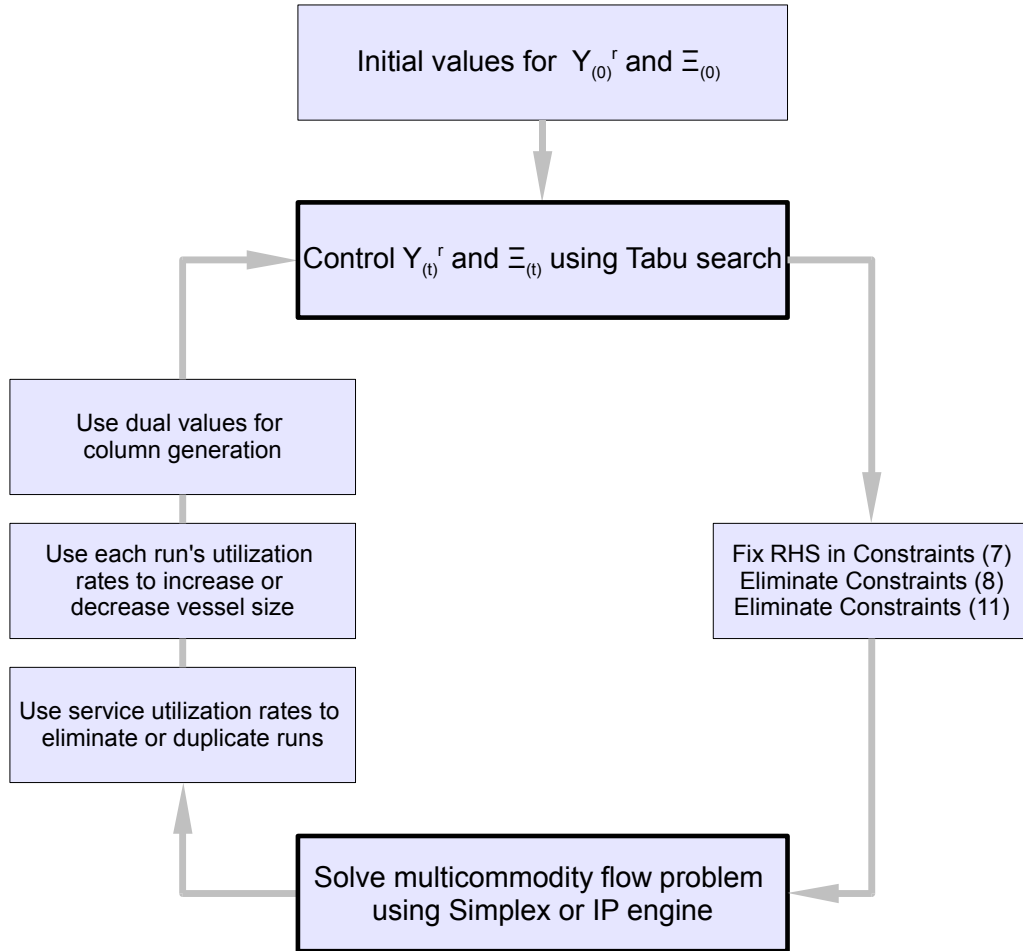 Initial values for Y(0)r and Ξ(0)
Control Y(t)r and Ξ(t) using Tabu search
Use dual values for
column generation
Use each run's utilization
rates to increase or
decrease vessel size
Fix RHS in Constraints (7)
Eliminate Constraints (8)
Eliminate Constraints (11)
Use service utilization rates to
eliminate or duplicate runs
Solve multicommodity flow problem
using Simplex or IP engine